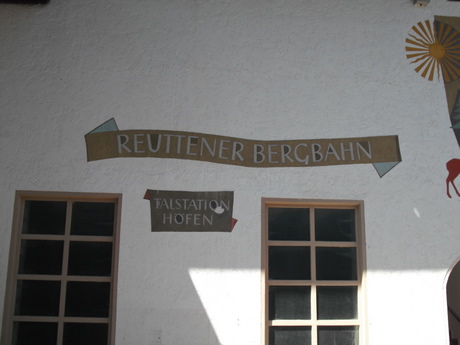 REUTTENER BERGBAHN
TALSTATION
HÖFEN